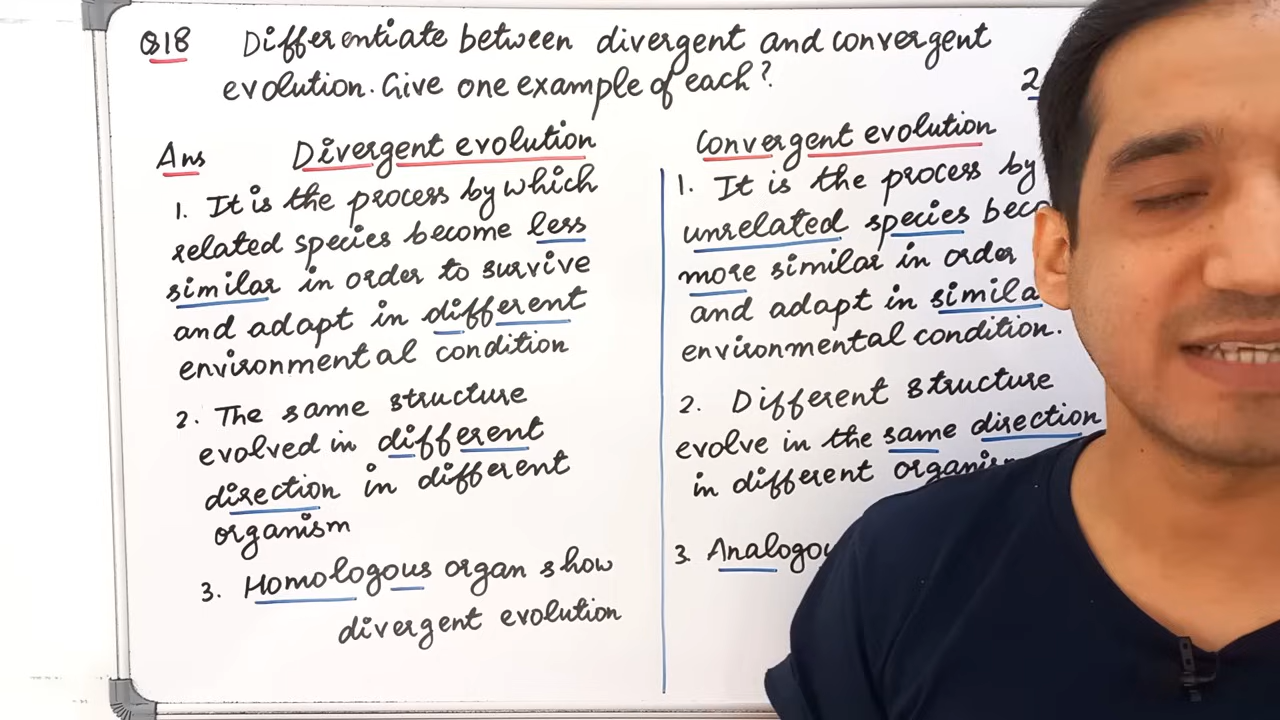 Q18 Differentiate between divergent and convergent
evolution. Give one example of each?
2
Ans Divergent evolution
1. It is the process by which
related species become less
similar in order to survive
and adapt in different
environmental condition
2. The same structure
evolved in different
direction in different
organism
3. Homologous organ show
divergent evolution
Convergent evolution
1. It is the process by
unrelated species
more similar in order
and adapt in
environmental condition.
2. Different structure
evolve in the same direction
in different
3.